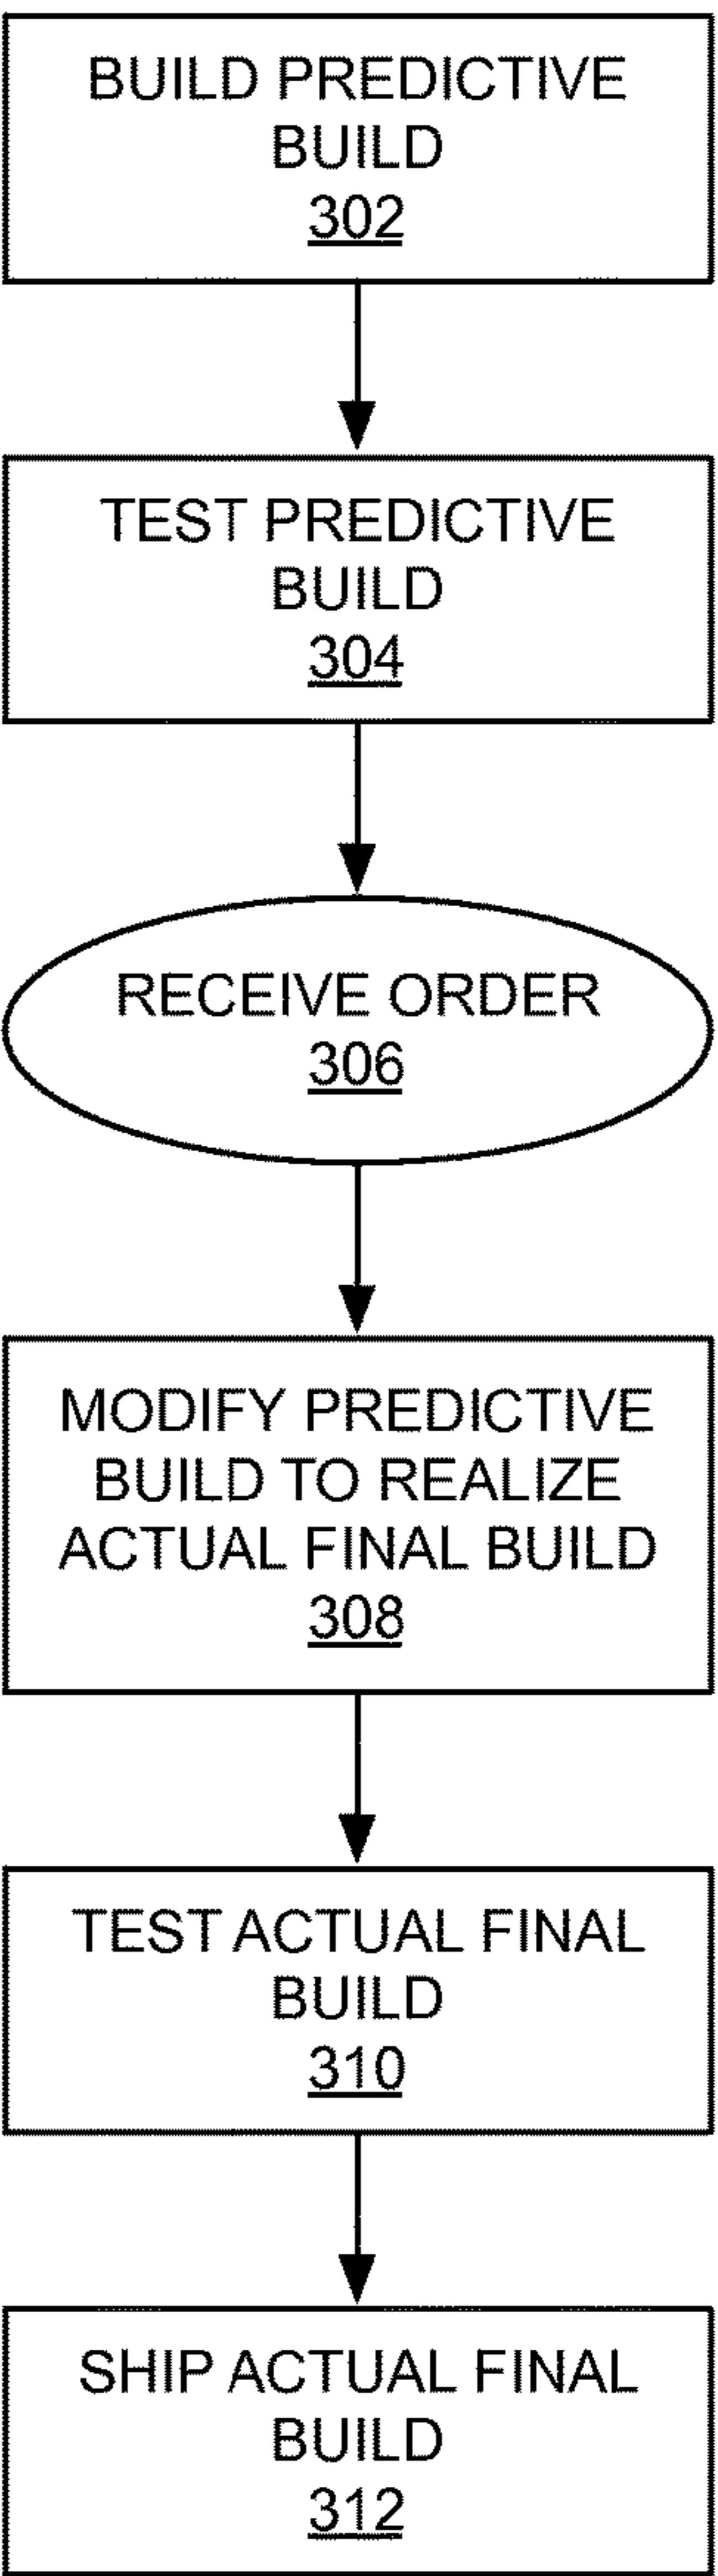 BUILD PREDICTIVE
BUILD
302
TEST PREDICTIVE
BUILD
304
RECEIVE ORDER
306
MODIFY PREDICTIVE
BUILD TO REALIZE
ACTUAL FINAL BUILD
308
TEST ACTUAL FINAL
BUILD
310
SHIP ACTUAL FINAL
BUILD
312